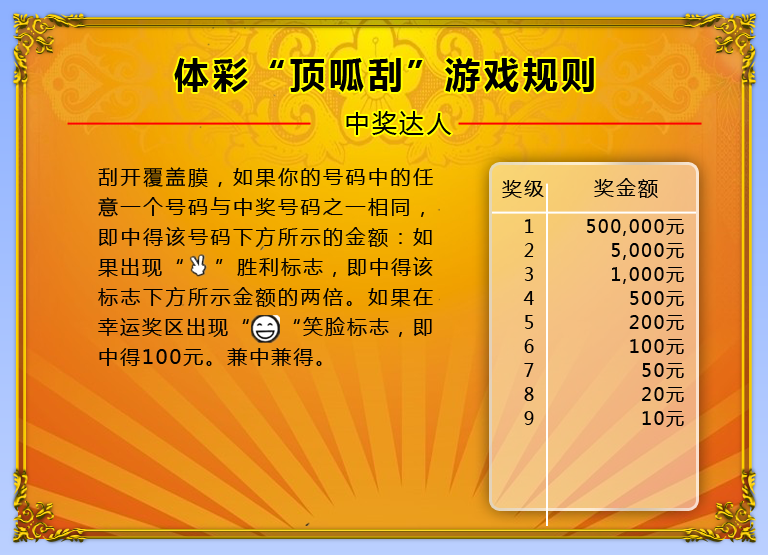 体彩“顶呱刮”游戏规则
中奖达人
刮开覆盖膜，如果你的号码中的任
意一个号码与中奖号码之一相同，
即中得该号码下方所示的金额：如
果出现“✌”胜利标志，即中得该
标志下方所示金额的两倍。如果在
幸运奖区出现“😄“笑脸标志，即
中得100元。兼中兼得。
奖级 奖金额
1 500,000元
2 5,000元
3 1,000元
4 500元
5 200元
6 100元
7 50元
8 20元
9 10元